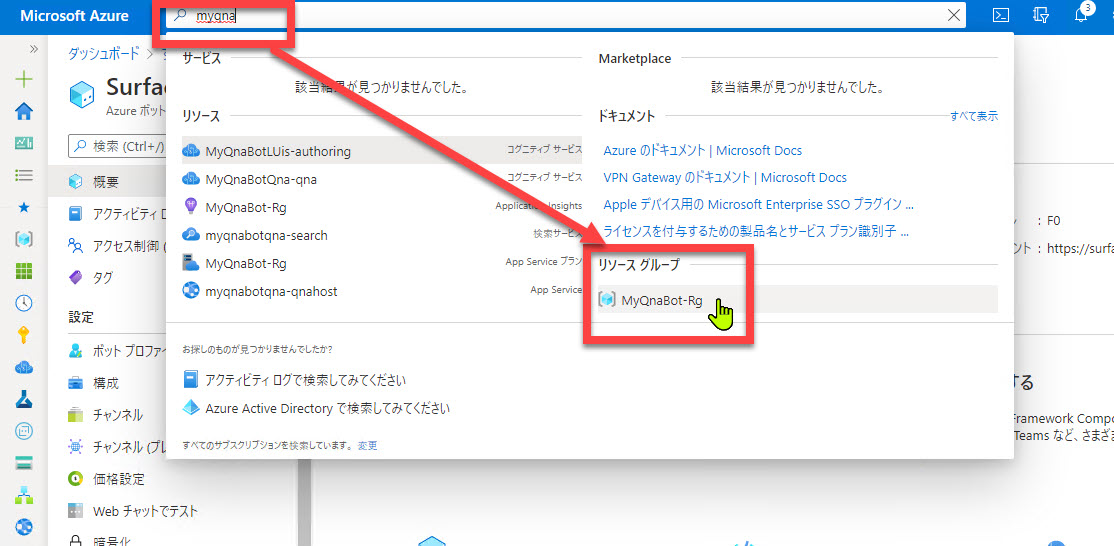 Microsoft Azure
myqna
3
ダッシュボード >
サービス
該当結果が見つかりませんでした。
Marketplace
該当結果が見つかりませんでした。
Surfa
Azure ボット
検索 (Ctrl+/)
概要
アクティビティ ロ
アクセス制御 (
タグ
設定
ボット プロファイ
構成
チャンネル
チャンネル (プレ
価格設定
Web チャットでテスト
暗号化
リソース
MyQnaBotLUis-authoring
コグニティブ サービス
MyQnaBotQna-qna
コグニティブ サービス
MyQnaBot-Rg
Application Insights
myqnabotqna-search
検索サービス
MyQnaBot-Rg
App Service プラン
myqnabotqna-qnahost
App Service
ドキュメント
すべて表示
Azure のドキュメント | Microsoft Docs
VPN Gateway のドキュメント | Microsoft Docs
Apple デバイス用の Microsoft Enterprise SSO プラグイン ...
ライセンスを付与するための製品名とサービス プラン識別子 ...
リソース グループ
MyQnaBot-Rg
お探しのものが見つかりませんでしたか?
アクティビティ ログで検索してみてください
Azure Active Directory で検索してみてください
すべてのサブスクリプションを検索しています。 変更
: F0
ント : https://surfa
する
Framework Compo
Teams など、さまざま